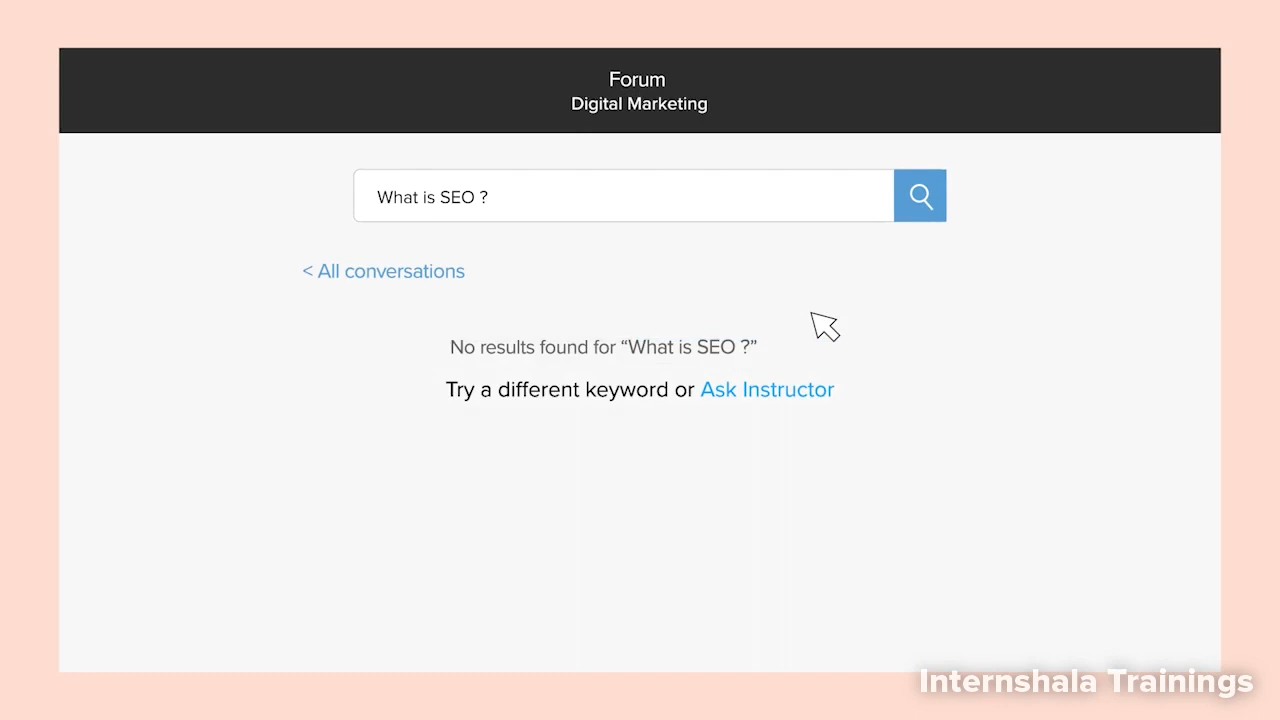 Forum
Digital Marketing
What is SEO ?
< All conversations
No results found for “What is SEO ?”
Try a different keyword or Ask Instructor
Internshala Trainings